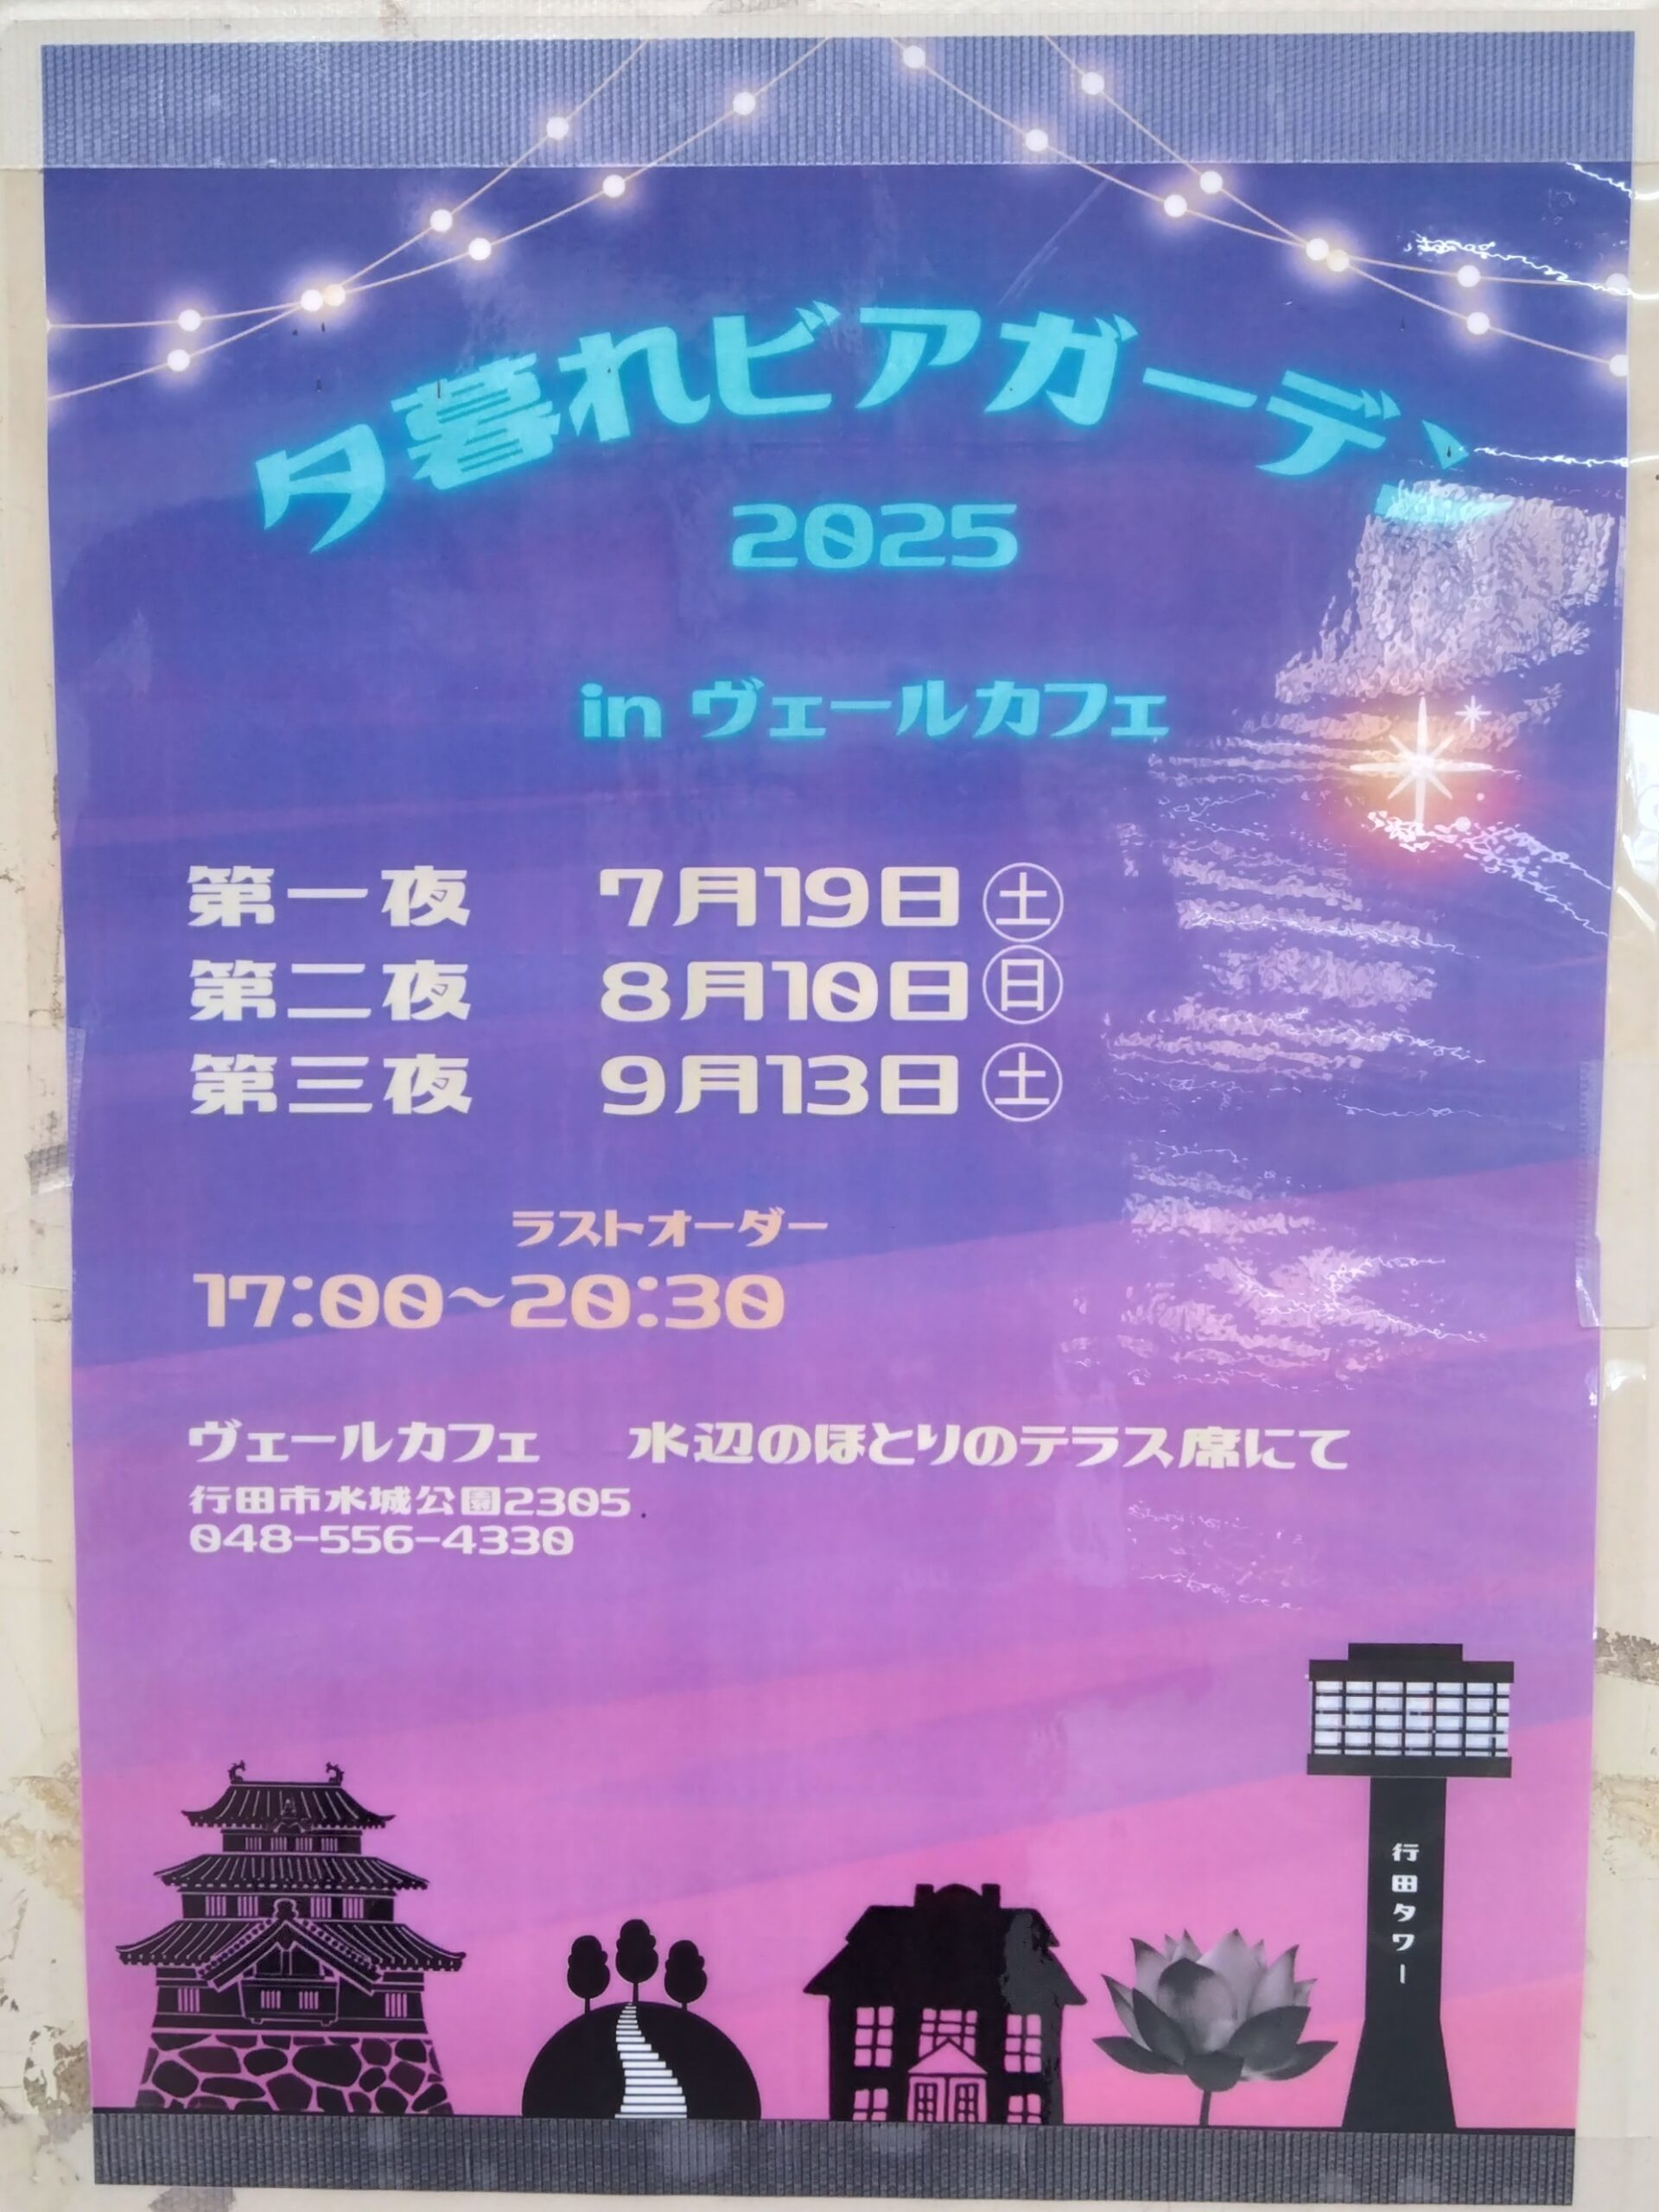 夕暮れビアガーデン
2025
in ヴェールカフェ
第一夜 7月19日㊏
第二夜 8月10日㊐
第三夜 9月13日㊏
ラストオーダー
17:00~20:30
ヴェールカフェ 水辺のほとりのテラス席にて
行田市水城公園2305
048-556-4330
行田タワー